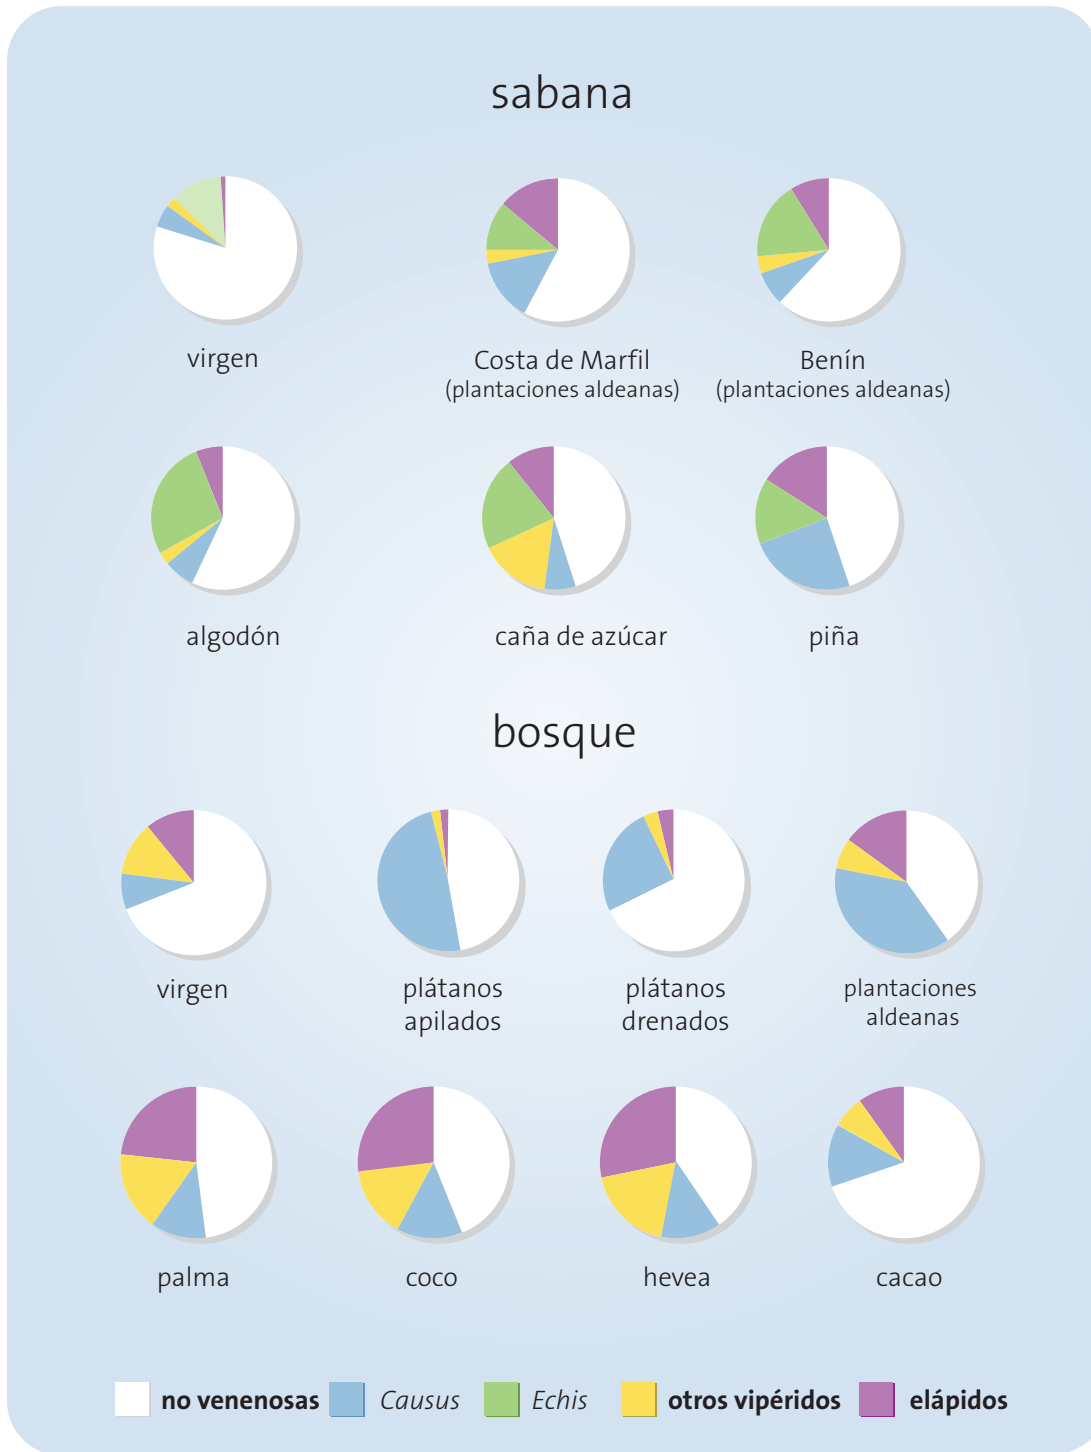 sabana
virgen
Costa de Marfil
(plantaciones aldeanas)
Benín
(plantaciones aldeanas)
algodón
caña de azúcar
piña
bosque
virgen
plátanos
apilados
plátanos
drenados
plantaciones
aldeanas
palma
coco
hevea
cacao
no venenosas Causus Echis otros vipéridos elápidos